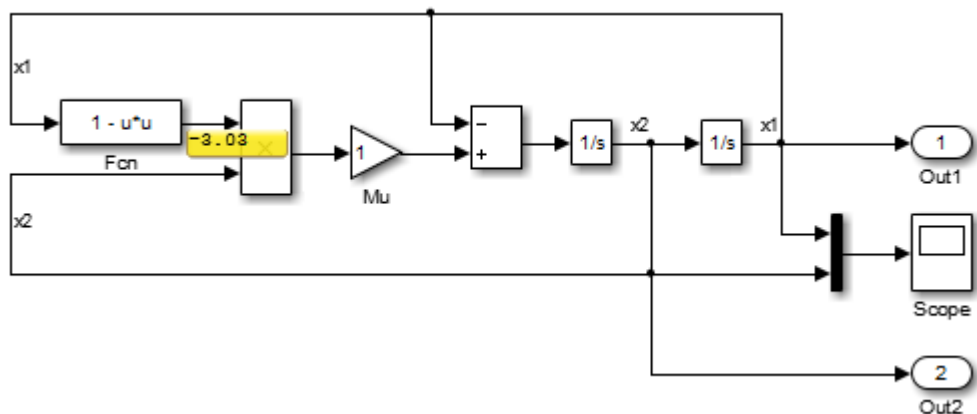 x1
1 - u*u
Fcn
-3.03
×
1
Mu
−
+
1/s
x2
1/s
x1
1
Out1
x2
Scope
2
Out2